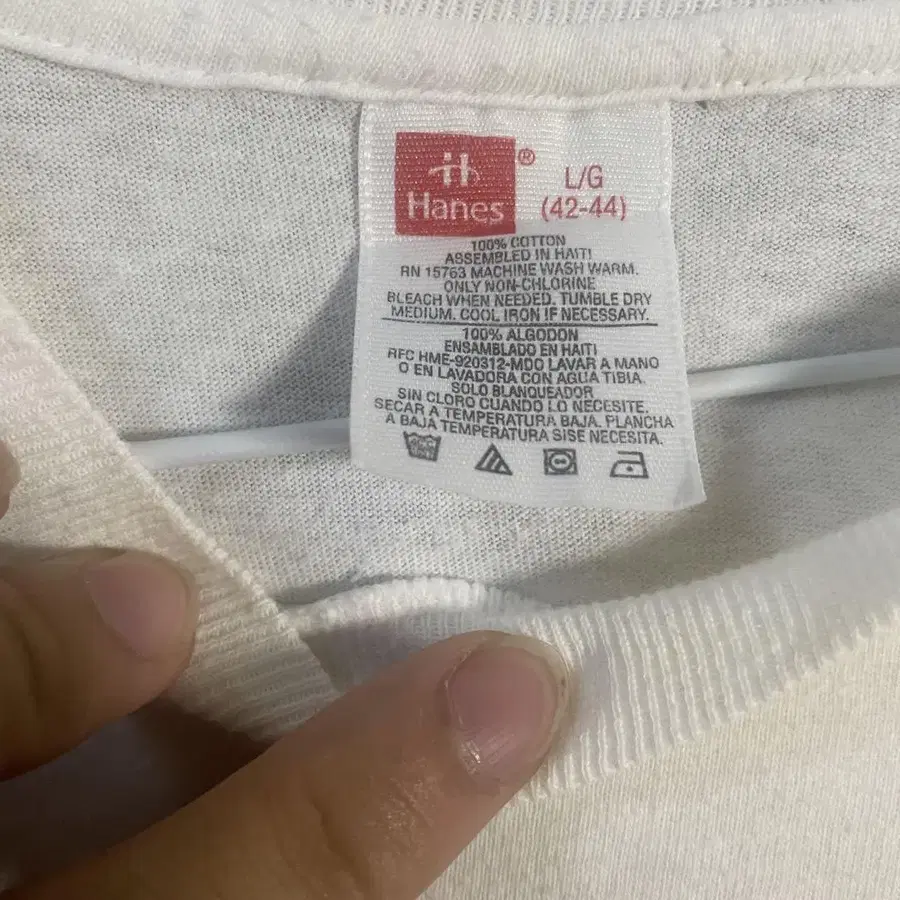 Hanes®
L/G
(42-44)
100% COTTON
ASSEMBLED IN HAITI
RN 15763 MACHINE WASH WARM.
ONLY NON-CHLORINE
BLEACH WHEN NEEDED. TUMBLE DRY
MEDIUM. COOL IRON IF NECESSARY.
100% ALGODON
ENSAMBLADO EN HAITI
RFC HME-920312-MD0 LAVAR A MANO
O EN LAVADORA CON AGUA TIBIA.
SOLO BLANQUEADOR
SIN CLORO CUANDO LO NECESITE.
SECAR A TEMPERATURA BAJA. PLANCHA
A BAJA TEMPERATURA SISE NECESITA.